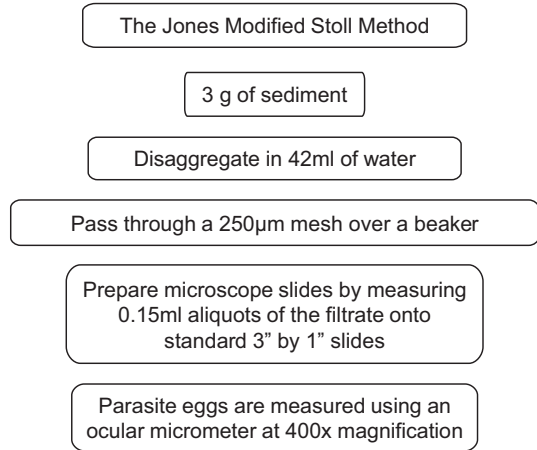 The Jones Modified Stoll Method
3 g of sediment
Disaggregate in 42ml of water
Pass through a 250µm mesh over a beaker
Prepare microscope slides by measuring
0.15ml aliquots of the filtrate onto
standard 3” by 1” slides
Parasite eggs are measured using an
ocular micrometer at 400x magnification